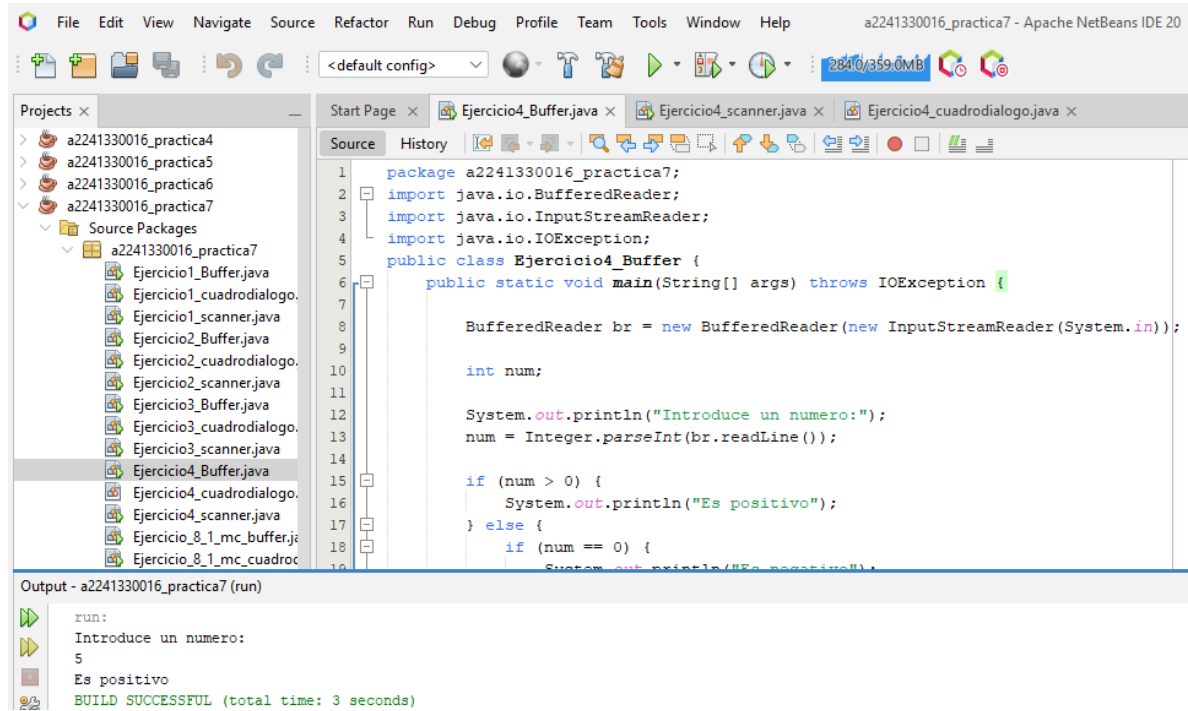 File Edit View Navigate Source Refactor Run Debug Profile Team Tools Window Help a2241330016_practica7 - Apache NetBeans IDE 20
<default config> 284.0/359.0MB
Projects
a2241330016_practica4
a2241330016_practica5
a2241330016_practica6
a2241330016_practica7
Source Packages
a2241330016_practica7
Ejercicio1_Buffer.java
Ejercicio1_cuadrodialogo.
Ejercicio1_scanner.java
Ejercicio2_Buffer.java
Ejercicio2_cuadrodialogo.
Ejercicio2_scanner.java
Ejercicio3_Buffer.java
Ejercicio3_cuadrodialogo.
Ejercicio3_scanner.java
Ejercicio4_Buffer.java
Ejercicio4_cuadrodialogo.
Ejercicio4_scanner.java
Ejercicio_8_1_mc_buffer.ja
Ejercicio_8_1_mc_cuadroc
Start Page Ejercicio4_Buffer.java Ejercicio4_scanner.java Ejercicio4_cuadrodialogo.java
Source History
1 package a2241330016_practica7;
2 import java.io.BufferedReader;
3 import java.io.InputStreamReader;
4 import java.io.IOException;
5 public class Ejercicio4_Buffer {
6 public static void main(String[] args) throws IOException {
7
8 BufferedReader br = new BufferedReader(new InputStreamReader(System.in));
9
10 int num;
11
12 System.out.println("Introduce un numero:");
13 num = Integer.parseInt(br.readLine());
14
15 if (num > 0) {
16 System.out.println("Es positivo");
17 } else {
18 if (num == 0) {
19 System.out.println("Es negativo");
Output - a2241330016_practica7 (run)
run:
Introduce un numero:
5
Es positivo
BUILD SUCCESSFUL (total time: 3 seconds)